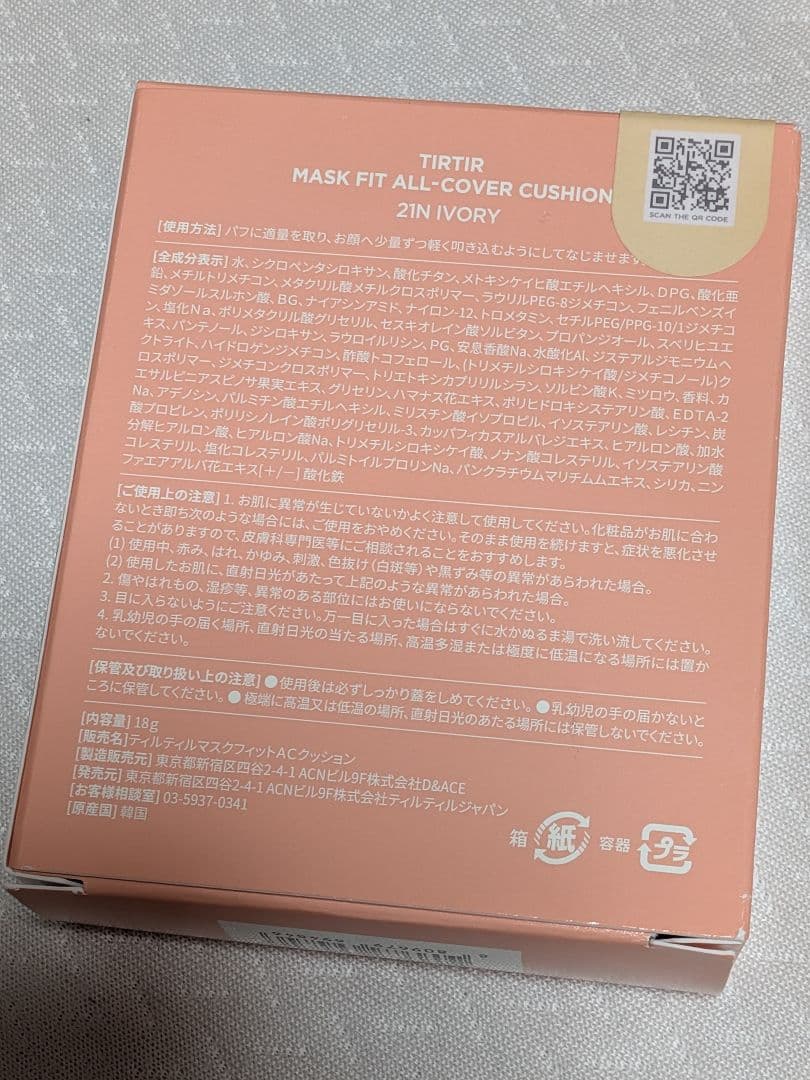 TIRTIR
MASK FIT ALL-COVER CUSHION
21N IVORY
SCAN THE QR CODE
[使用方法] パフに適量を取り、お顔へ少量ずつ軽く叩き込むようにしてなじませます。
[全成分表示] 水、シクロペンタシロキサン、酸化チタン、メトキシケイヒ酸エチルヘキシル、DPG、酸化亜
鉛、メチルトリメチコン、メタクリル酸メチルクロスポリマー、ラウリルPEG-8ジメチコン、フェニルベンズイ
ミダゾールスルホン酸、BG、ナイアシンアミド、ナイロン-12、トロメタミン、セチルPEG/PPG-10/1ジメチコ
ン、塩化Na、ポリメタクリル酸グリセリル、セスキオレイン酸ソルビタン、プロパンジオール、スベリヒユエ
キス、パンテノール、ジシロキサン、ラウロイルリシン、PG、安息香酸Na、水酸化Al、ジステアルジモニウムヘ
クトライト、ハイドロゲンジメチコン、酢酸トコフェロール、(トリメチルシロキシケイ酸/ジメチコノール)ク
ロスポリマー、ジメチコンクロスポリマー、トリエトキシカプリリルシラン、ソルビン酸K、ミツロウ、香料、カ
エサルピニアスピノサ果実エキス、グリセリン、ハマナス花エキス、ポリヒドロキシステアリン酸、EDTA-2
Na、アデノシン、パルミチン酸エチルヘキシル、ミリスチン酸イソプロピル、イソステアリン酸、レシチン、炭
酸プロピレン、ポリリシノレイン酸ポリグリセリル-3、カッパフィカスアルバレジエキス、ヒアルロン酸、加水
分解ヒアルロン酸、ヒアルロン酸Na、トリメチルシロキシケイ酸、ノナン酸コレステリル、イソステアリン酸
コレステリル、塩化コレステリル、パルミトイルプロリンNa、パンクラチウムマリチムムエキス、シリカ、ニン
ファエアアルバ花エキス[+/−] 酸化鉄
[ご使用上の注意] 1. お肌に異常が生じていないかよく注意して使用してください。化粧品がお肌に合わ
ないとき即ち次のような場合には、ご使用をおやめください。そのまま使用を続けますと、症状を悪化させ
ることがありますので、皮膚科専門医等にご相談されることをおすすめします。
(1) 使用中、赤み、はれ、かゆみ、刺激、色抜け(白斑等)や黒ずみ等の異常があらわれた場合。
(2) 使用したお肌に、直射日光があたって上記のような異常があらわれた場合。
2. 傷やはれもの、湿疹等、異常のある部位にはお使いにならないでください。
3. 目に入らないようにご注意ください。万一目に入った場合はすぐに水かぬるま湯で洗い流してください。
4. 乳幼児の手の届く場所、直射日光の当たる場所、高温多湿または極度に低温になる場所には置か
ないでください。
[保管及び取り扱い上の注意] ●使用後は必ずしっかり蓋をしめてください。●乳幼児の手の届かないと
ころに保管してください。● 極端に高温又は低温の場所、直射日光のあたる場所には保管しないでください。
[内容量] 18g
[販売名]ティルティルマスクフィットACクッション
[製造販売元] 東京都新宿区四谷2-4-1 ACNビル9F株式会社D&ACE
[発売元] 東京都新宿区四谷2-4-1 ACNビル9F株式会社ティルティルジャパン
[お客様相談室] 03-5937-0341
[原産国] 韓国
箱 紙 容器 プラ